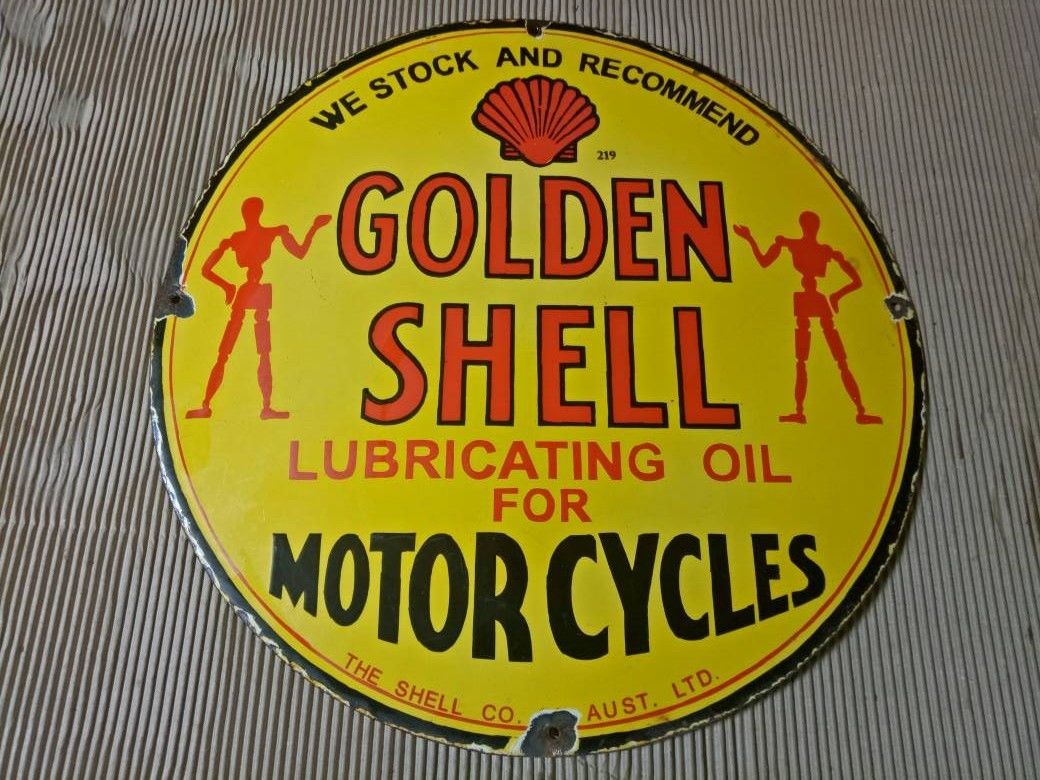 WE STOCK AND RECOMMEND
219
GOLDEN
SHELL
LUBRICATING OIL
FOR
MOTOR CYCLES
THE SHELL CO. AUST. LTD.